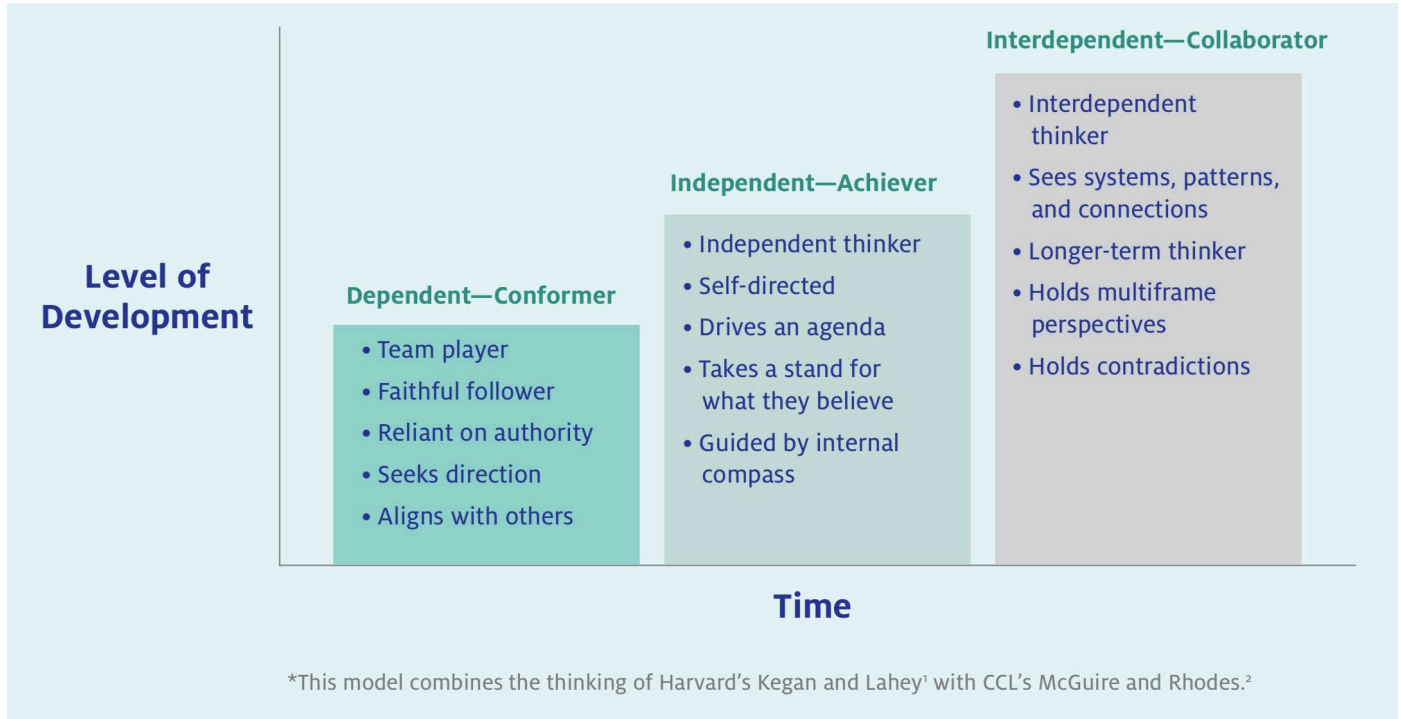 Interdependent—Collaborator
• Interdependent
thinker
• Sees systems, patterns,
and connections
• Longer-term thinker
• Holds multiframe
perspectives
• Holds contradictions
Independent—Achiever
• Independent thinker
• Self-directed
• Drives an agenda
• Takes a stand for
what they believe
• Guided by internal
compass
Level of
Development
Dependent—Conformer
• Team player
• Faithful follower
• Reliant on authority
• Seeks direction
• Aligns with others
Time
*This model combines the thinking of Harvard’s Kegan and Lahey¹ with CCL’s McGuire and Rhodes.²